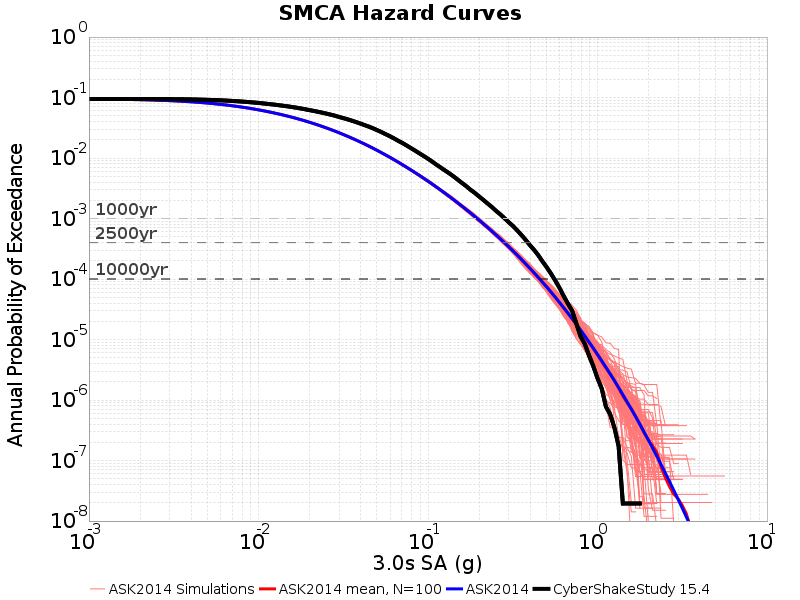 SMCA Hazard Curves
Annual Probability of Exceedance
10^0
10^-1
10^-2
10^-3
10^-4
10^-5
10^-6
10^-7
10^-8
1000yr
2500yr
10000yr
10^-3 10^-2 10^-1 10^0 10^1
3.0s SA (g)
ASK2014 Simulations ASK2014 mean, N=100 ASK2014 CyberShakeStudy 15.4